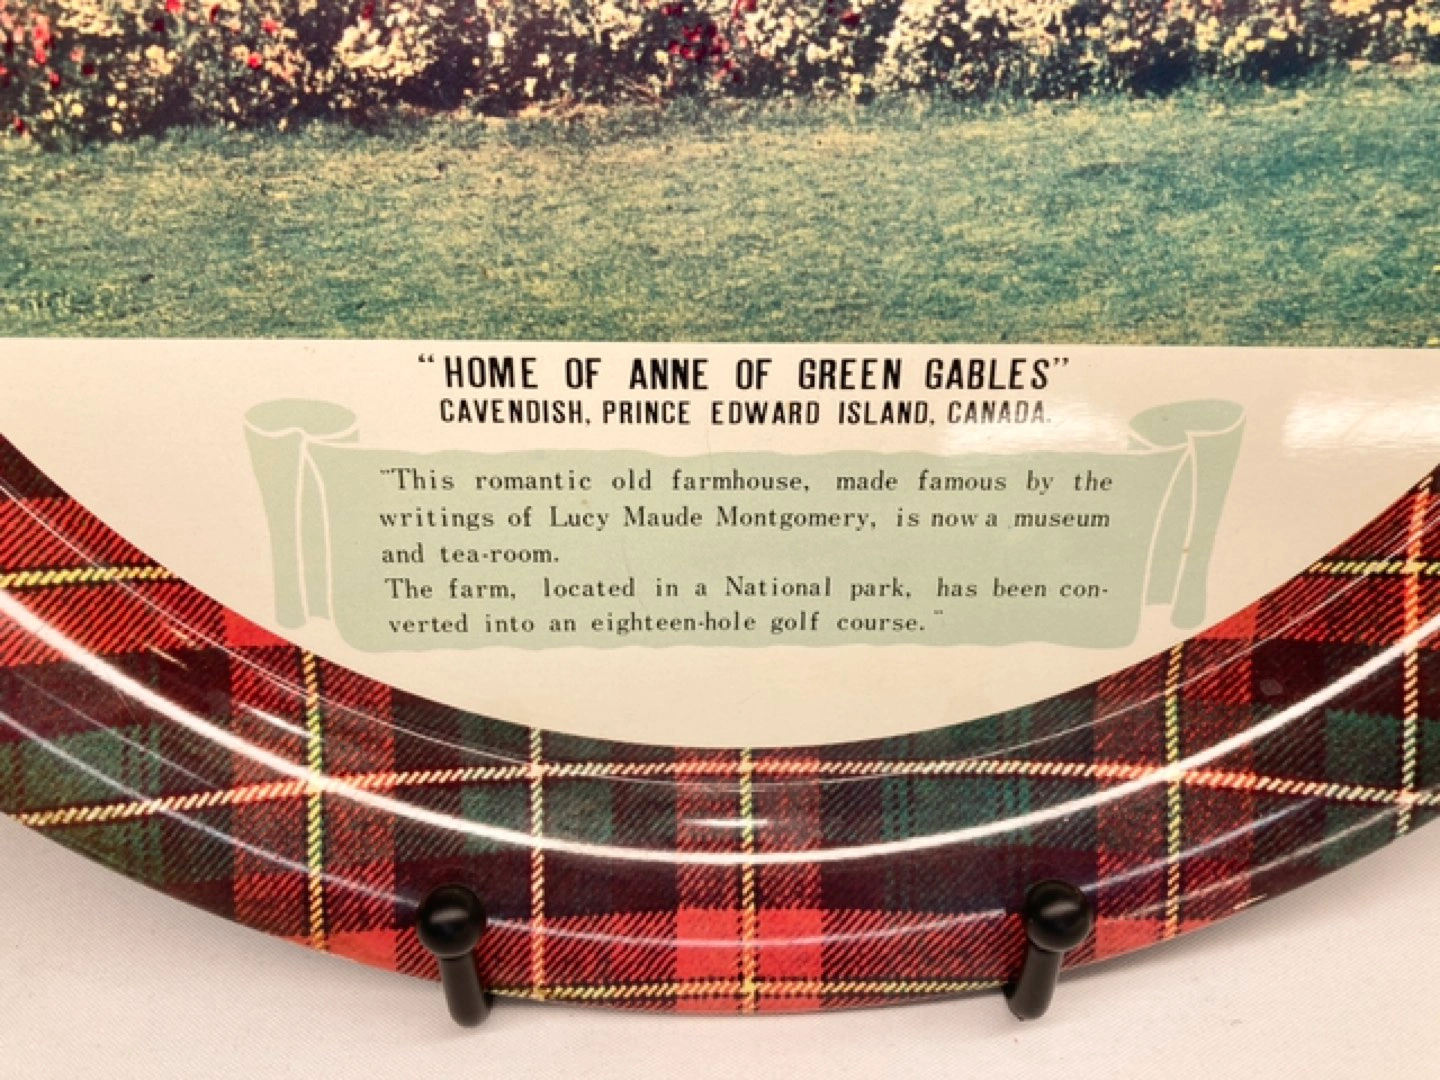 "HOME OF ANNE OF GREEN GABLES"
CAVENDISH, PRINCE EDWARD ISLAND, CANADA.
"This romantic old farmhouse, made famous by the
writings of Lucy Maude Montgomery, is now a museum
and tea-room.
The farm, located in a National park, has been con-
verted into an eighteen-hole golf course."